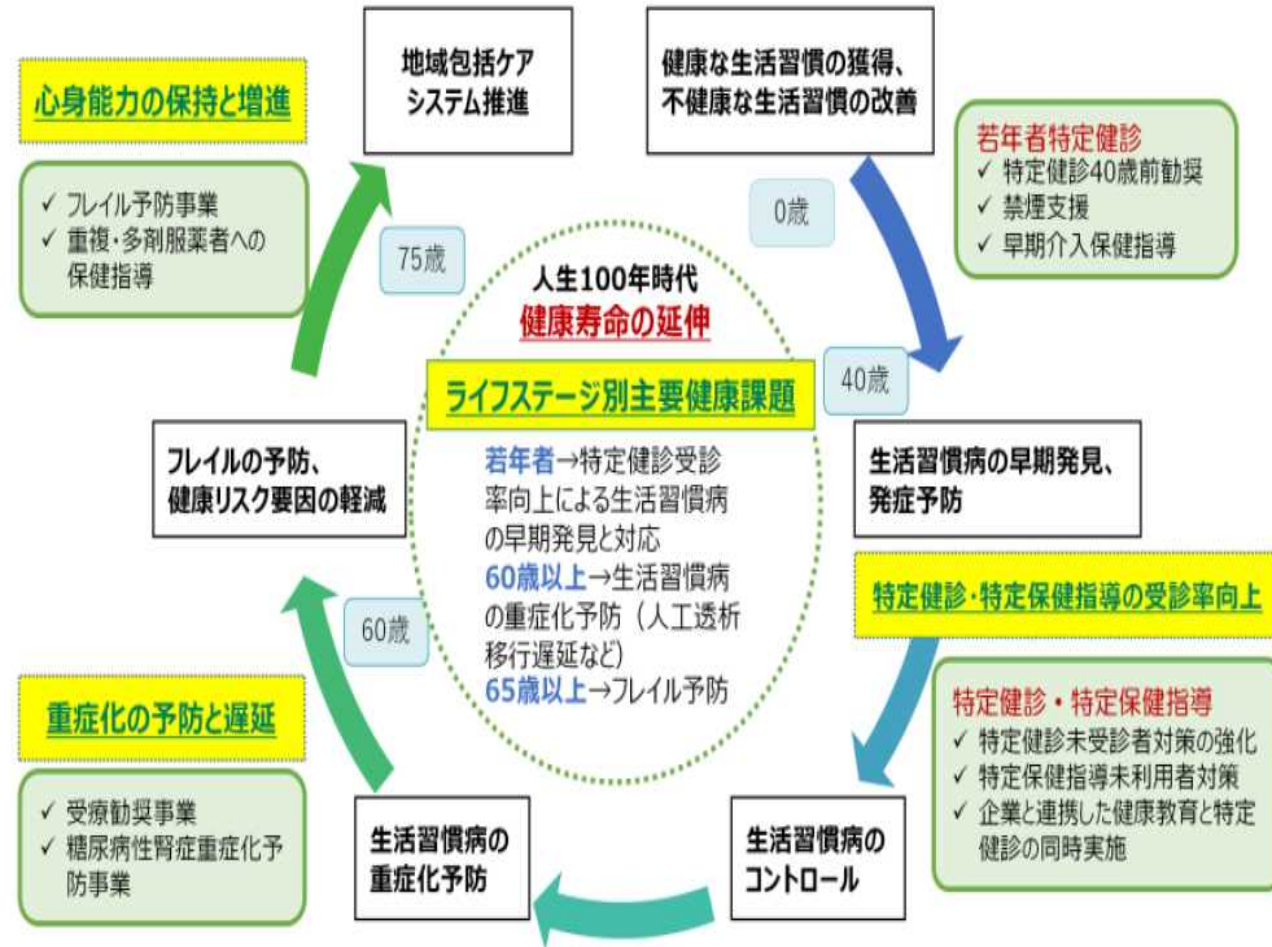 地域包括ケア
システム推進
健康な生活習慣の獲得、
不健康な生活習慣の改善
心身能力の保持と増進
✓ フレイル予防事業
✓ 重複・多剤服薬者への
保健指導
75歳
0歳
若年者特定健診
✓ 特定健診40歳前勧奨
✓ 禁煙支援
✓ 早期介入保健指導
人生100年時代
健康寿命の延伸
ライフステージ別主要健康課題
40歳
若年者→特定健診受診
率向上による生活習慣病
の早期発見と対応
60歳以上→生活習慣病
の重症化予防（人工透析
移行遅延など）
65歳以上→フレイル予防
フレイルの予防、
健康リスク要因の軽減
生活習慣病の早期発見、
発症予防
特定健診・特定保健指導の受診率向上
60歳
重症化の予防と遅延
✓ 受療勧奨事業
✓ 糖尿病性腎症重症化予
防事業
特定健診・特定保健指導
✓ 特定健診未受診者対策の強化
✓ 特定保健指導未利用者対策
✓ 企業と連携した健康教育と特定
健診の同時実施
生活習慣病の
重症化予防
生活習慣病の
コントロール